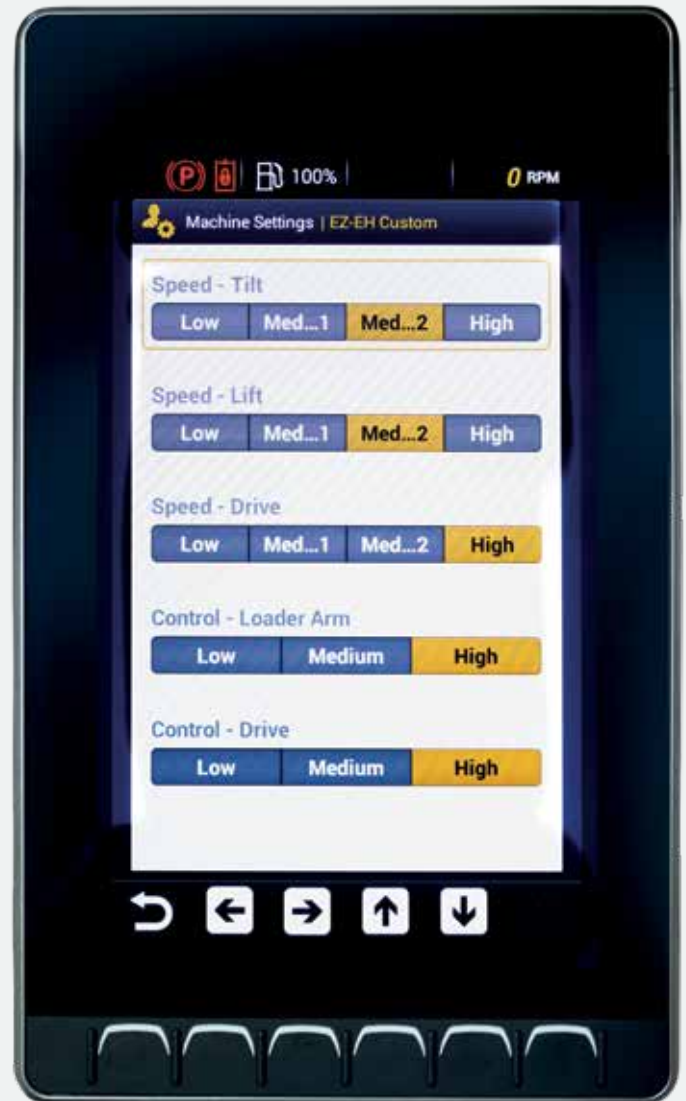 (P) 100% 0 RPM
Machine Settings | EZ-EH Custom
Speed - Tilt
Low Med...1 Med...2 High
Speed - Lift
Low Med...1 Med...2 High
Speed - Drive
Low Med...1 Med...2 High
Control - Loader Arm
Low Medium High
Control - Drive
Low Medium High